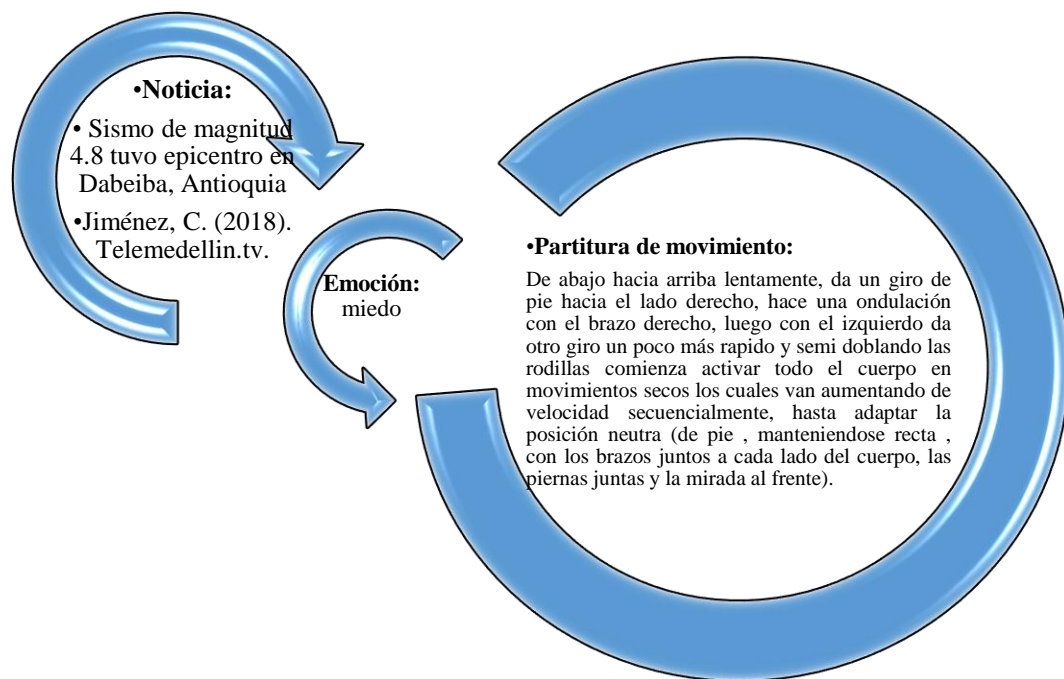 •Noticia:
• Sismo de magnitud
4.8 tuvo epicentro en
Dabeiba, Antioquia
•Jiménez, C. (2018).
Telemedellin.tv.
Emoción:
miedo
•Partitura de movimiento:
De abajo hacia arriba lentamente, da un giro de
pie hacia el lado derecho, hace una ondulación
con el brazo derecho, luego con el izquierdo da
otro giro un poco más rapido y semi doblando las
rodillas comienza activar todo el cuerpo en
movimientos secos los cuales van aumentando de
velocidad secuencialmente, hasta adaptar la
posición neutra (de pie , manteniendose recta ,
con los brazos juntos a cada lado del cuerpo, las
piernas juntas y la mirada al frente).